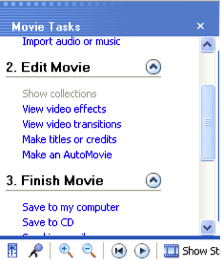 Movie Tasks
Import audio or music
2. Edit Movie
Show collections
View video effects
View video transitions
Make titles or credits
Make an AutoMovie
3. Finish Movie
Save to my computer
Save to CD
Show St